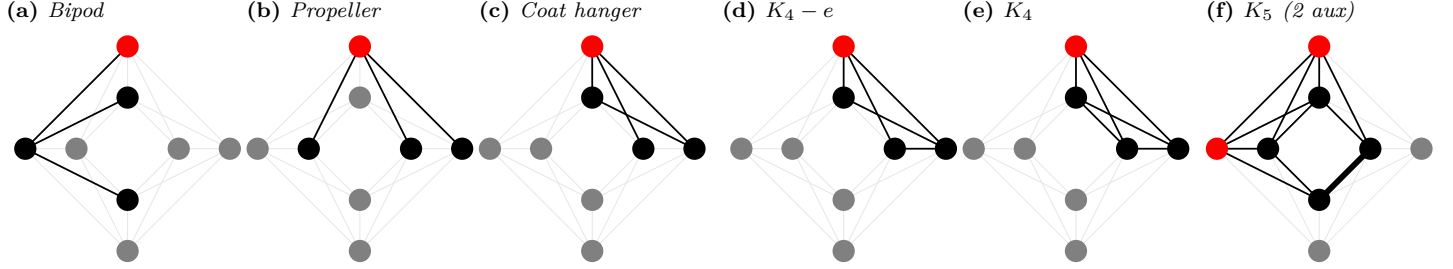 (a) Bipod
(b) Propeller
(c) Coat hanger
(d) K₄ − e
(e) K₄
(f) K₅ (2 aux)